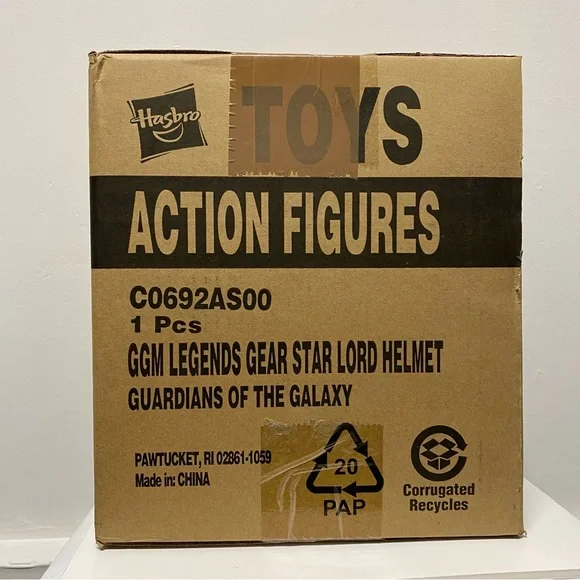 Hasbro
TOYS
ACTION FIGURES
C0692AS00
1 Pcs
GGM LEGENDS GEAR STAR LORD HELMET
GUARDIANS OF THE GALAXY
PAWTUCKET, RI 02861-1059
Made in: CHINA
20
PAP
Corrugated
Recycles